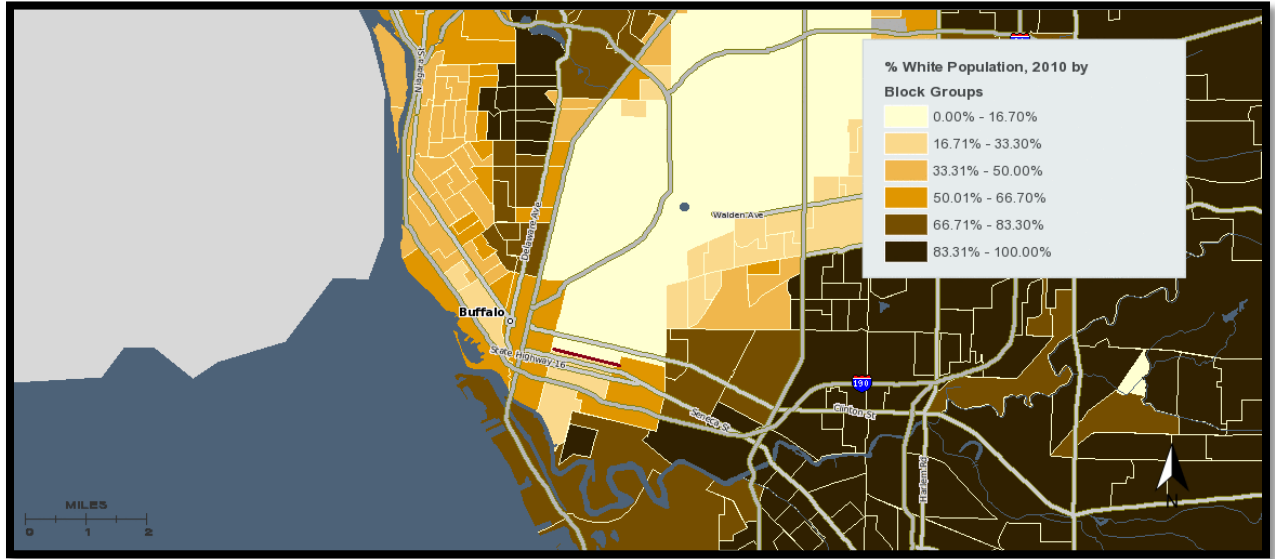 % White Population, 2010 by
Block Groups
0.00% - 16.70%
16.71% - 33.30%
33.31% - 50.00%
50.01% - 66.70%
66.71% - 83.30%
83.31% - 100.00%
Niagara St
Delaware Ave
Walden Ave
Buffalo
State Highway 16
190
Seneca St
Clinton St
Harlem Rd
N
MILES
0 1 2